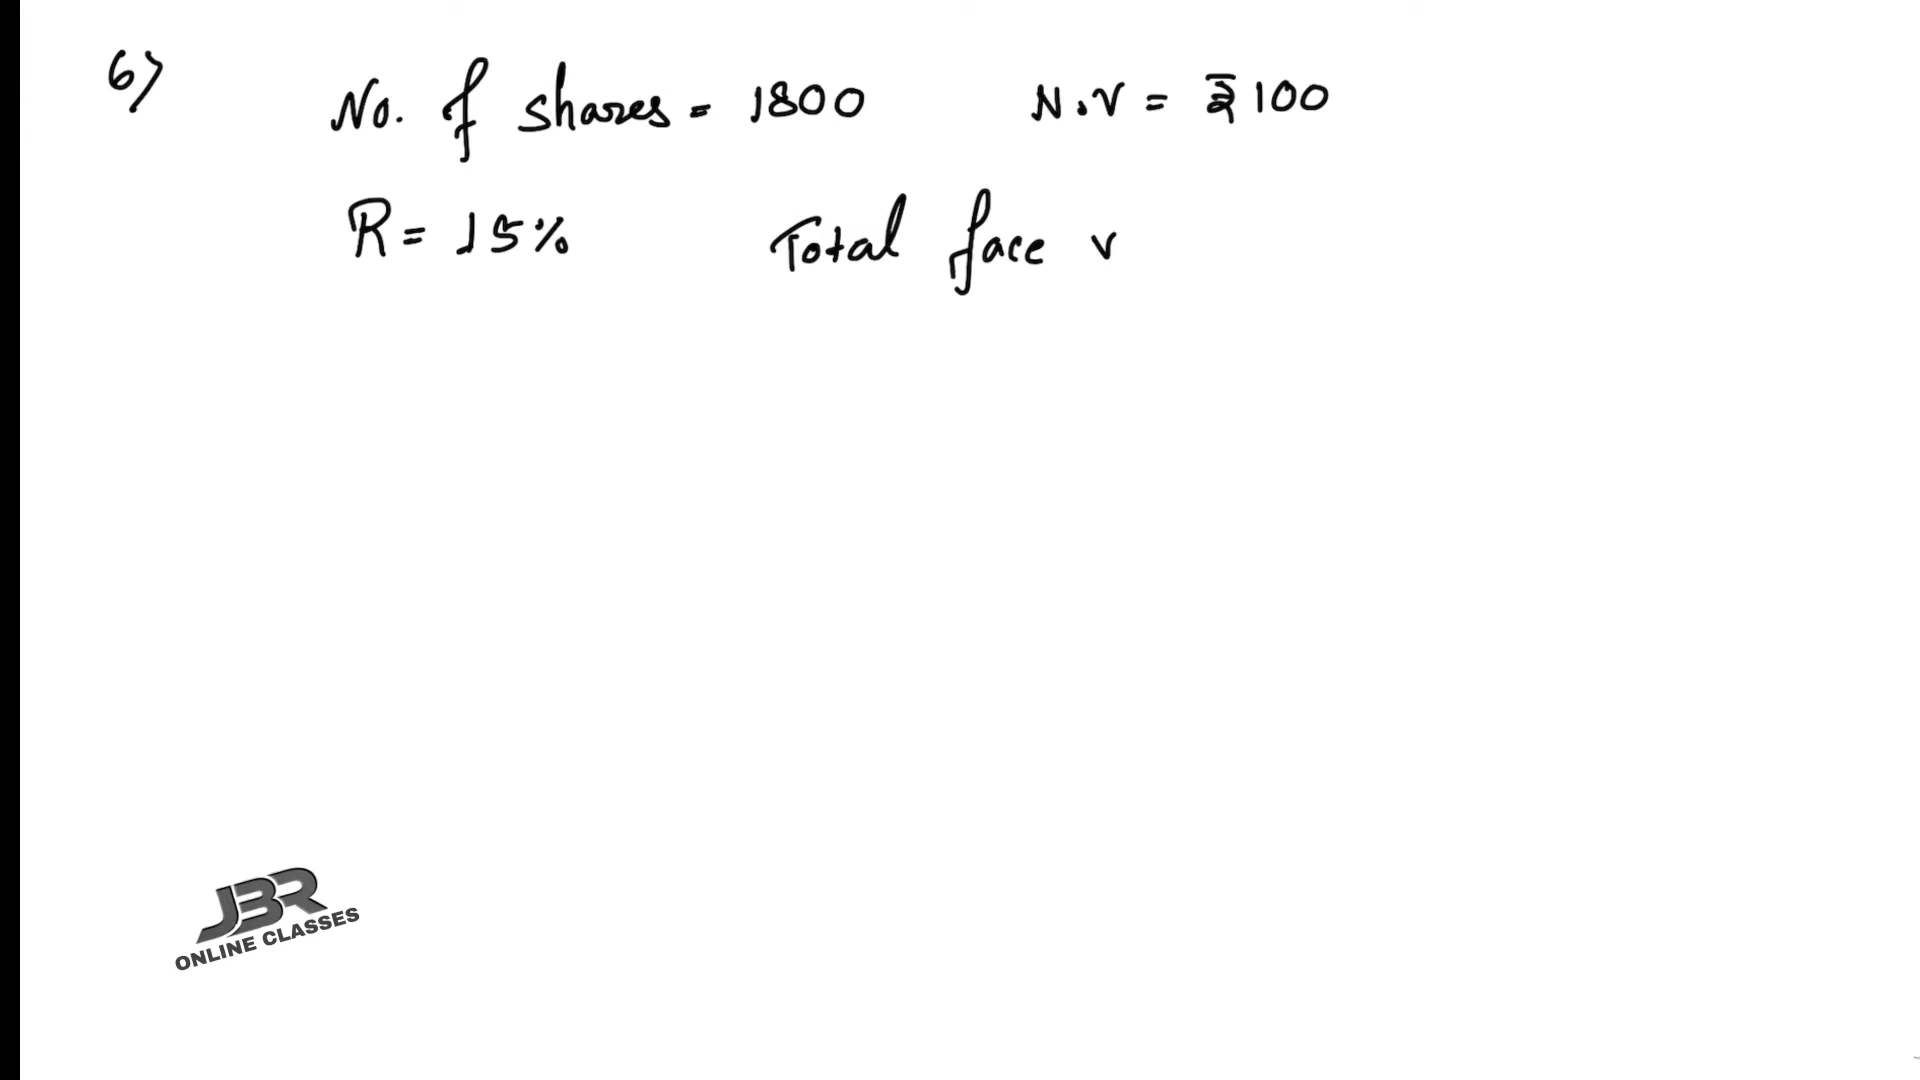 6)
No. of shares = 1800 N.V = ₹100
R = 15% Total face v
JBR
ONLINE CLASSES